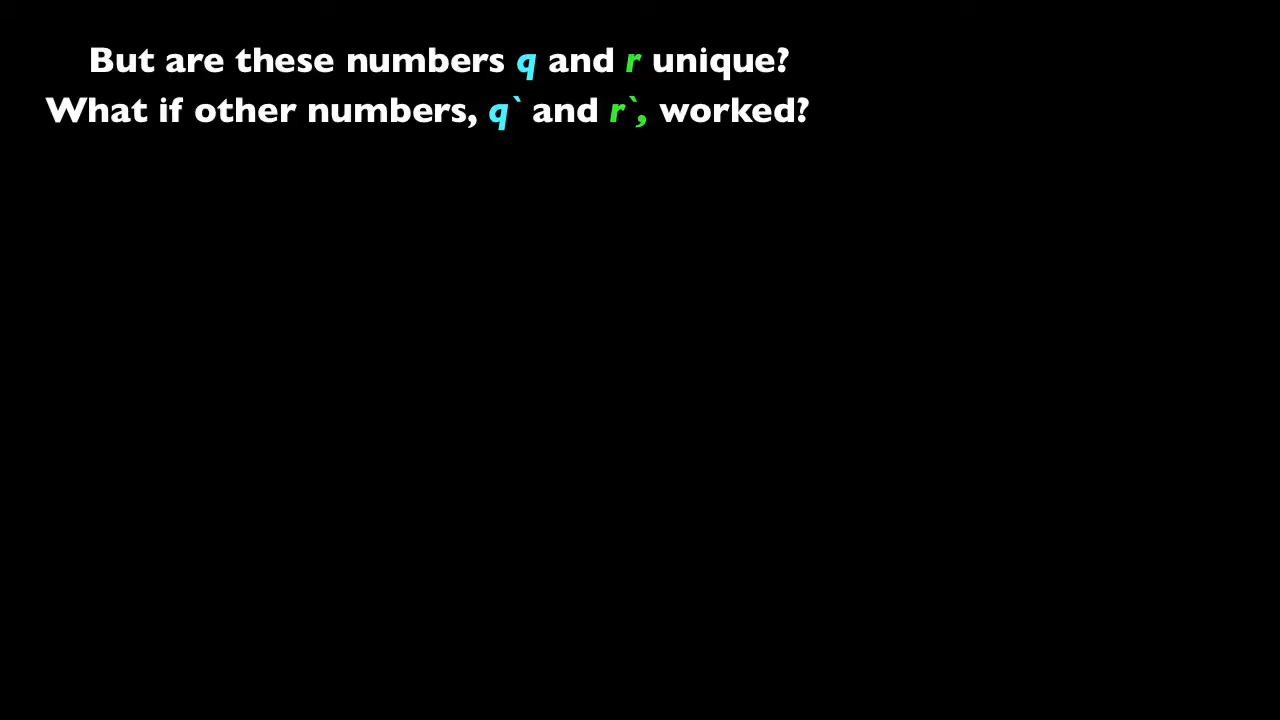 But are these numbers q and r unique?
What if other numbers, q` and r`, worked?